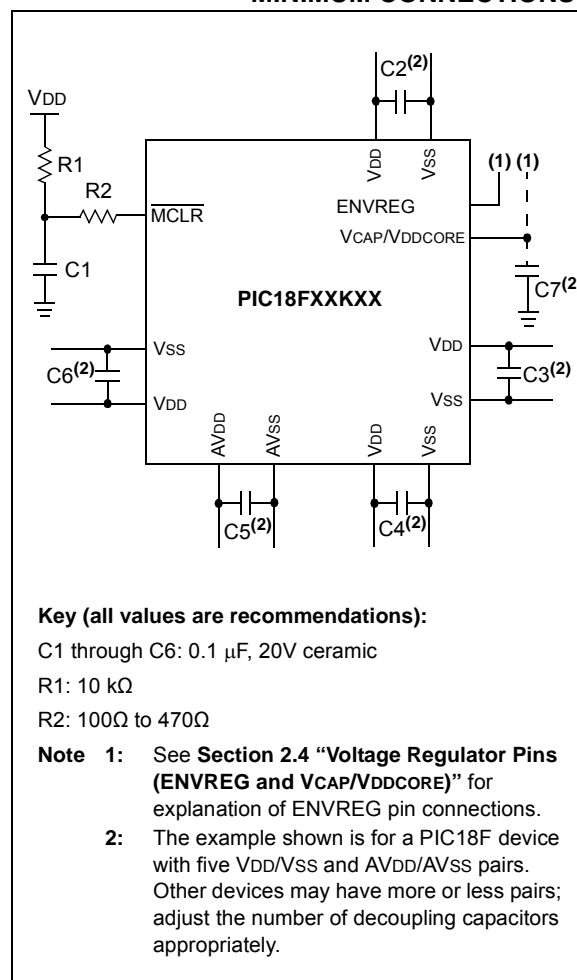 C2(2)
VDD
R1
R2
C1
MCLR
VDD
VSS
(1) (1)
ENVREG
VCAP/VDDCORE
C7(2
PIC18FXXKXX
VSS
C6(2)
VDD
VDD
C3(2)
VSS
AVDD
AVSS
VDD
VSS
C5(2)
C4(2)
Key (all values are recommendations):
C1 through C6: 0.1 μF, 20V ceramic
R1: 10 kΩ
R2: 100Ω to 470Ω
Note 1: See Section 2.4 “Voltage Regulator Pins
(ENVREG and VCAP/VDDCORE)” for
explanation of ENVREG pin connections.
2: The example shown is for a PIC18F device
with five VDD/VSS and AVDD/AVSS pairs.
Other devices may have more or less pairs;
adjust the number of decoupling capacitors
appropriately.